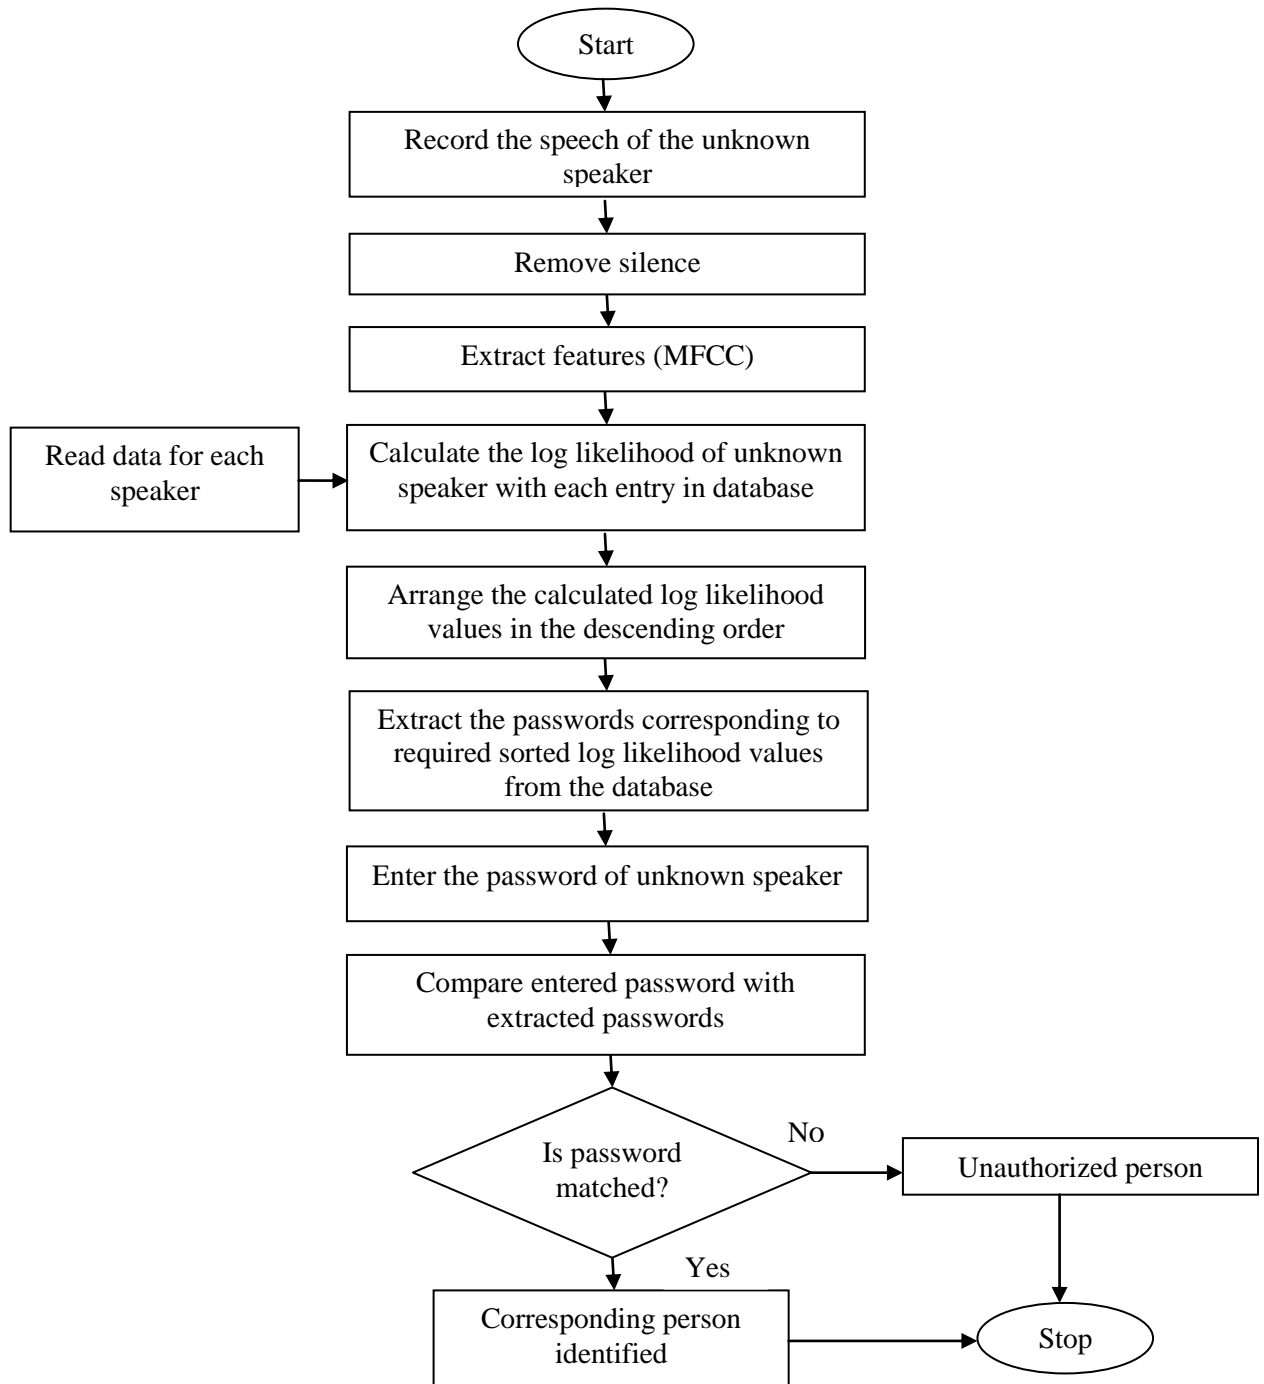 Start
Record the speech of the unknown
speaker
Remove silence
Extract features (MFCC)
Read data for each
speaker
Calculate the log likelihood of unknown
speaker with each entry in database
Arrange the calculated log likelihood
values in the descending order
Extract the passwords corresponding to
required sorted log likelihood values
from the database
Enter the password of unknown speaker
Compare entered password with
extracted passwords
Is password
matched?
No
Unauthorized person
Yes
Corresponding person
identified
Stop